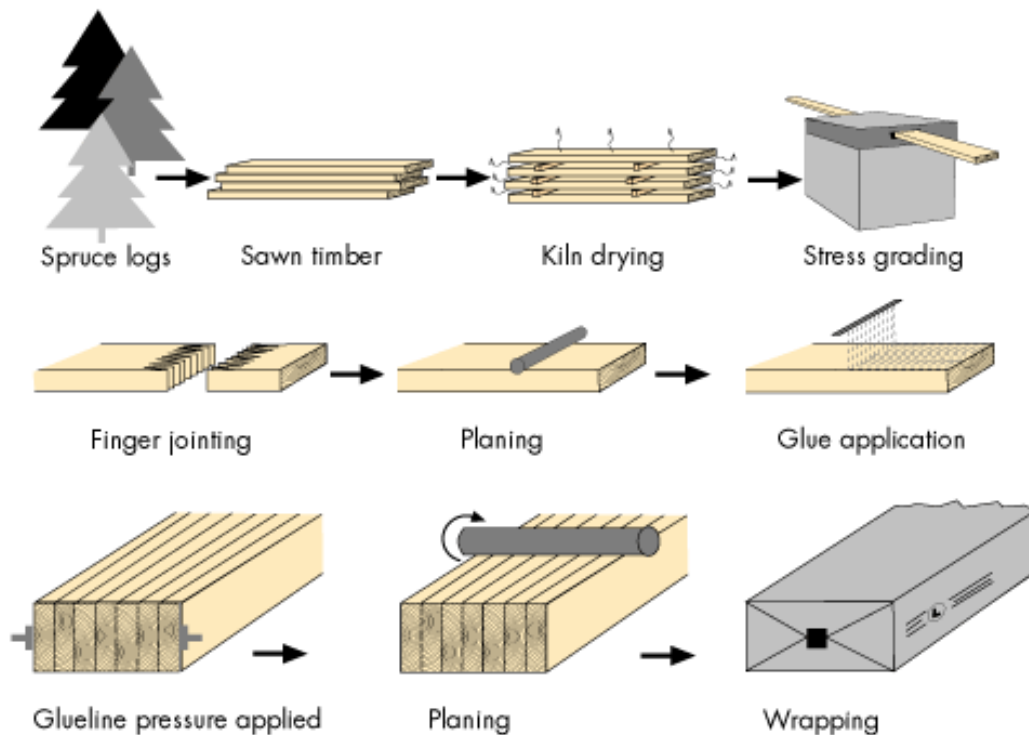 Spruce logs
Sawn timber
Kiln drying
Stress grading
Finger jointing
Planing
Glue application
Glueline pressure applied
Planing
Wrapping